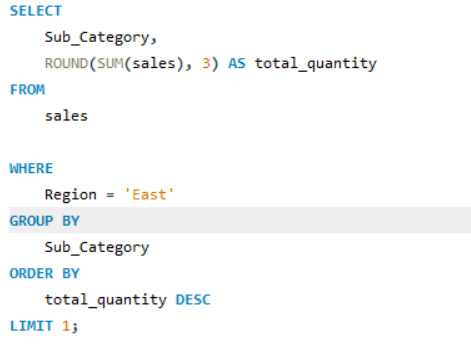 SELECT
    Sub_Category,
    ROUND(SUM(sales), 3) AS total_quantity
FROM
    sales

WHERE
    Region = 'East'
GROUP BY
    Sub_Category
ORDER BY
    total_quantity DESC
LIMIT 1;